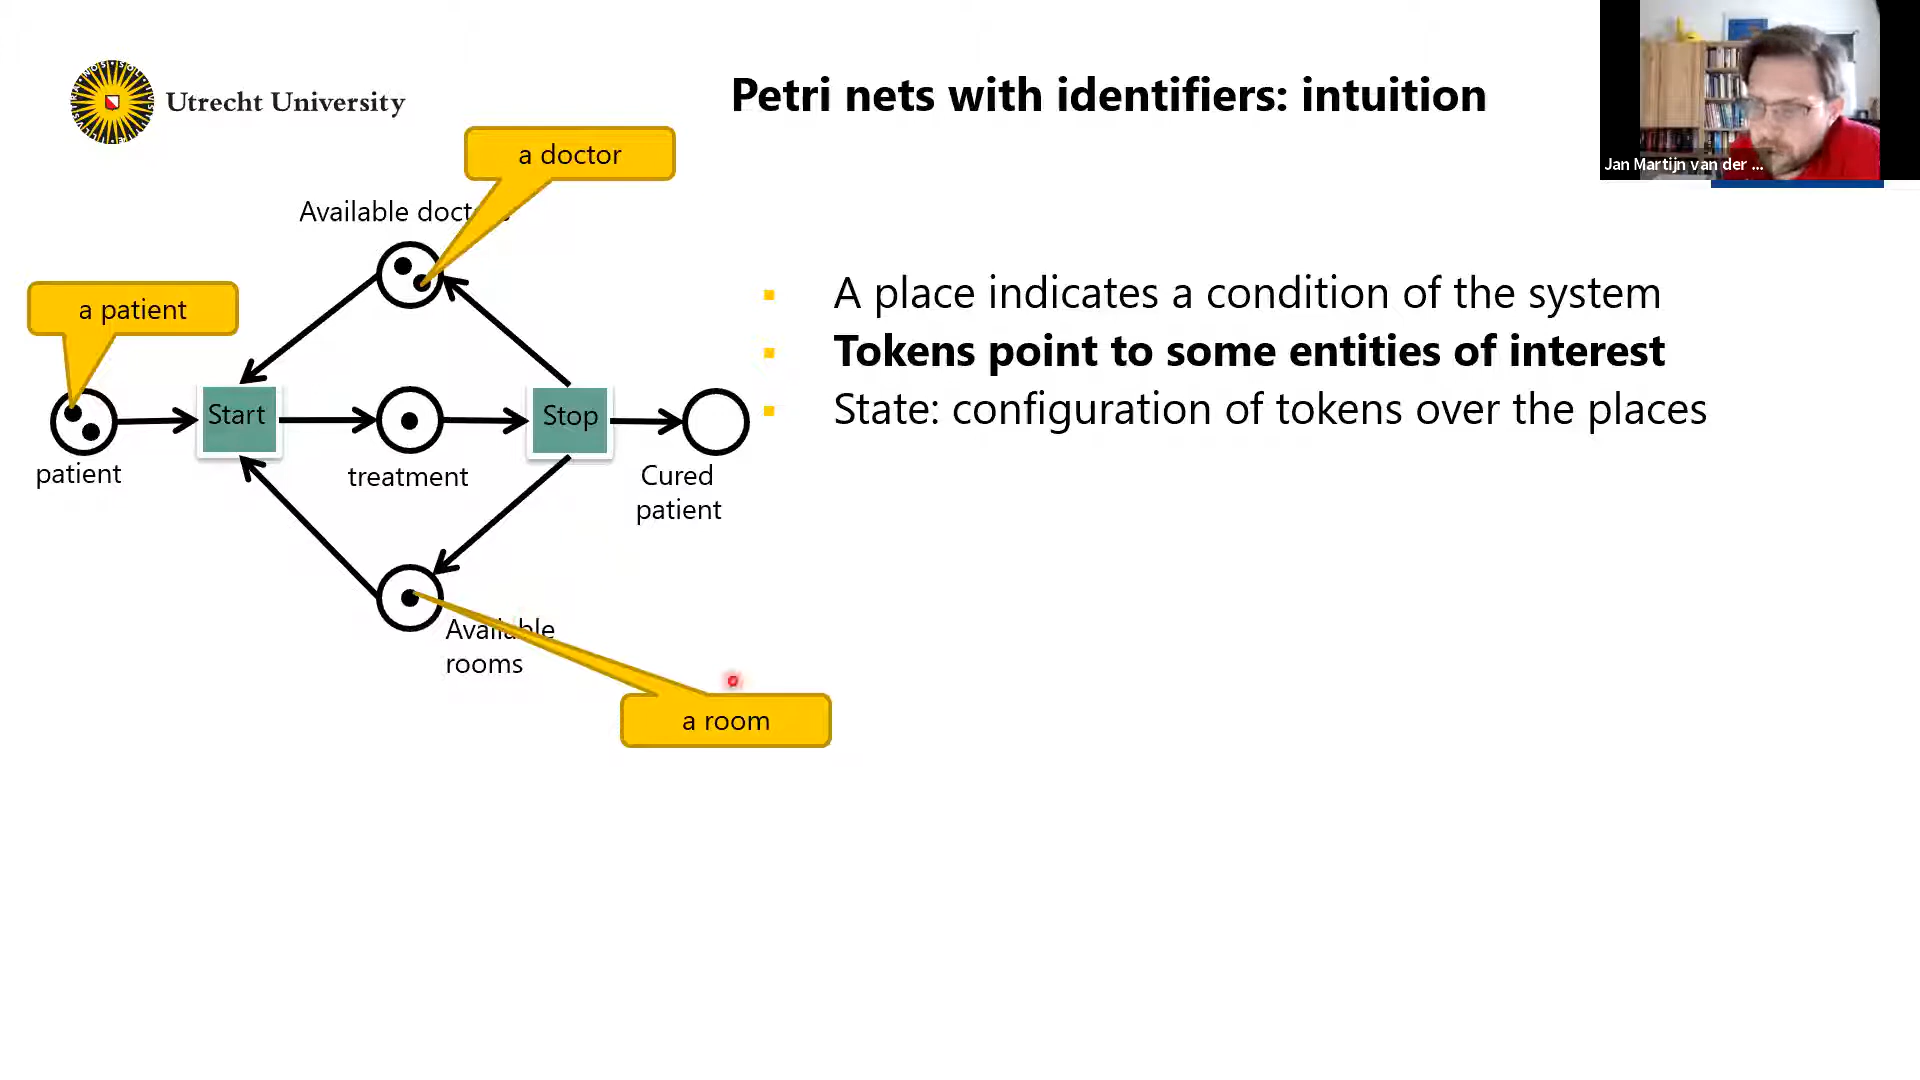 Utrecht University
Petri nets with identifiers: intuition
Jan Martijn van der ...
a doctor
Available doct
a patient
Start
Stop
patient
treatment
Cured
patient
Available
rooms
a room
A place indicates a condition of the system
Tokens point to some entities of interest
State: configuration of tokens over the places